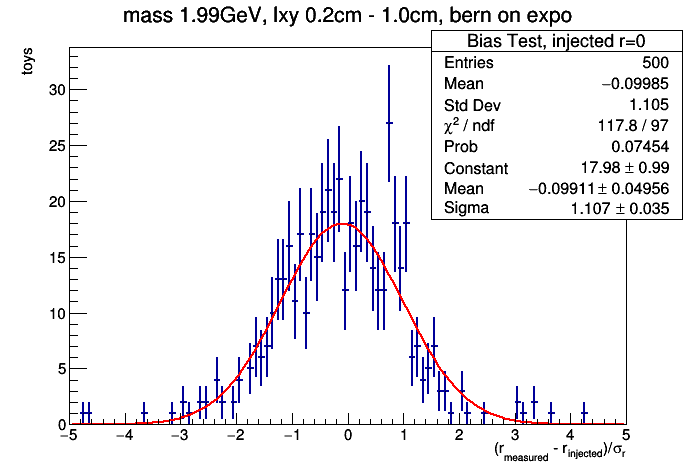 mass 1.99GeV, lxy 0.2cm - 1.0cm, bern on expo
Bias Test, injected r=0
Entries 500
Mean −0.09985
Std Dev 1.105
χ² / ndf 117.8 / 97
Prob 0.07454
Constant 17.98 ± 0.99
Mean −0.09911 ± 0.04956
Sigma 1.107 ± 0.035
toys
30
25
20
15
10
5
0
−5 −4 −3 −2 −1 0 1 2 3 4 5
(r_measured - r_injected)/σ_r